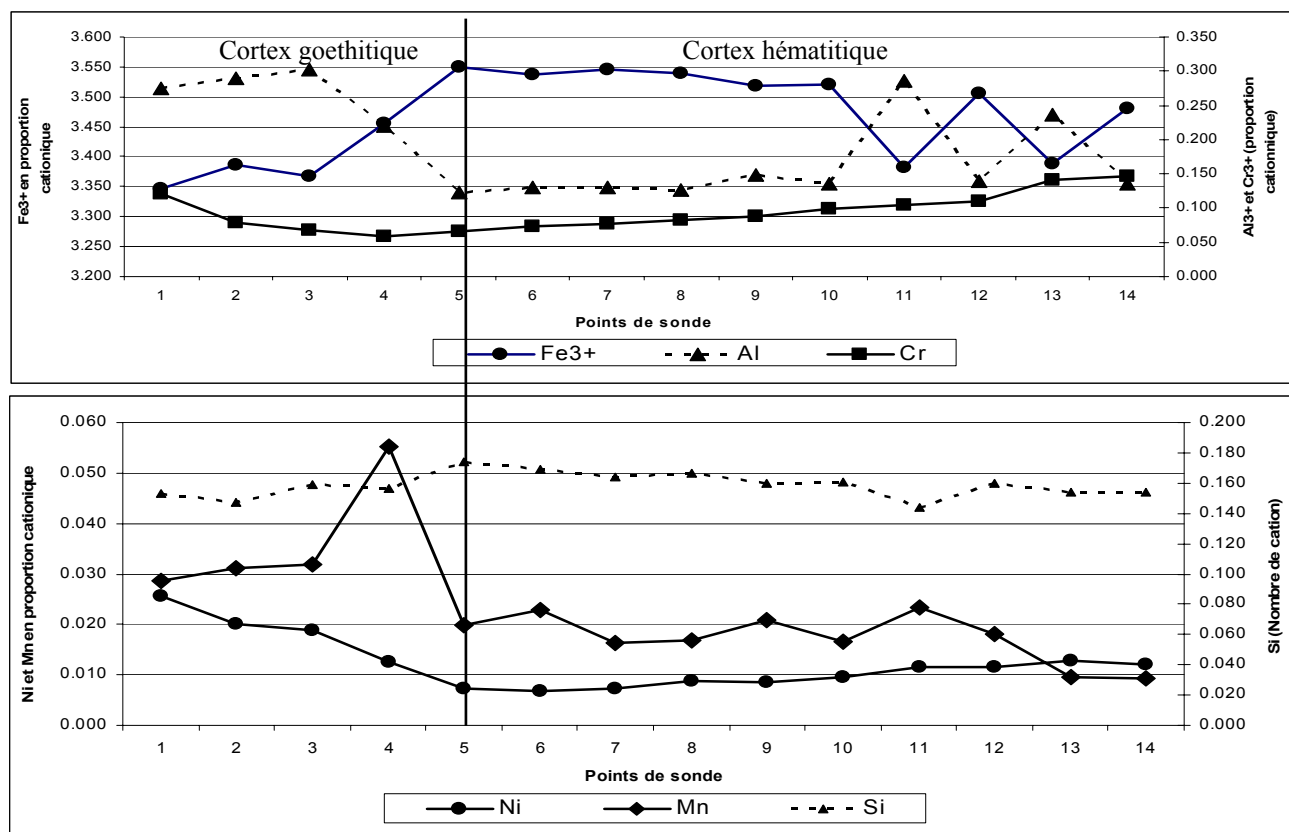 Cortex goethitique
Cortex hématitique
Fe3+ en proportion
cationique
3.600
3.550
3.500
3.450
3.400
3.350
3.300
3.250
3.200
0.350
0.300
0.250
0.200
0.150
0.100
0.050
0.000
Al3+ et Cr3+ (proportion
cationnique)
1 2 3 4 5 6 7 8 9 10 11 12 13 14
Points de sonde
Fe3+ Al Cr
Ni et Mn en proportion cationique
0.060
0.050
0.040
0.030
0.020
0.010
0.000
0.200
0.180
0.160
0.140
0.120
0.100
0.080
0.060
0.040
0.020
0.000
Si (Nombre de cation)
1 2 3 4 5 6 7 8 9 10 11 12 13 14
Points de sonde
Ni Mn Si